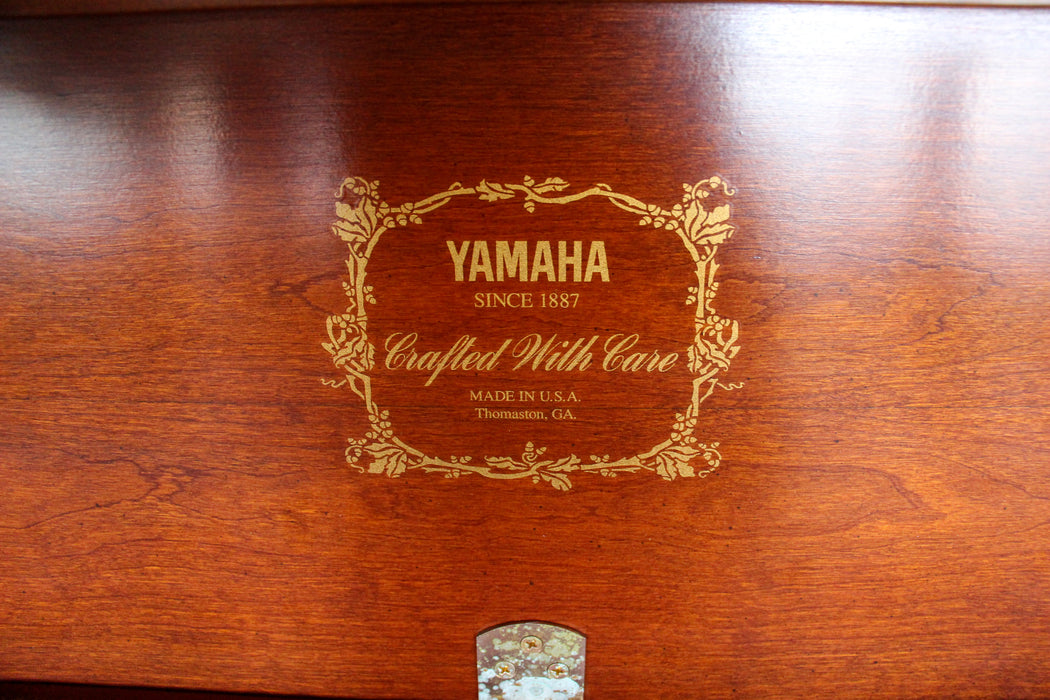 YAMAHA
SINCE 1887
Crafted With Care
MADE IN U.S.A.
Thomaston, GA.